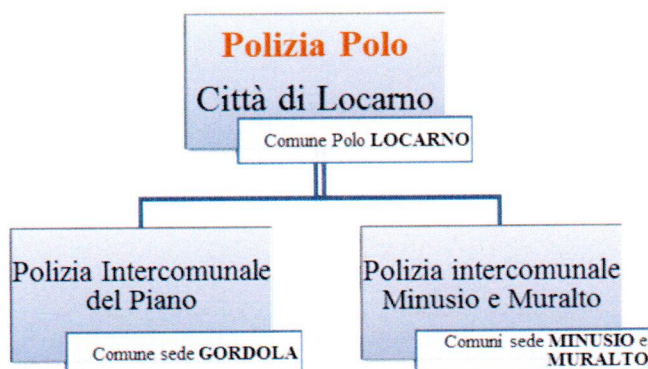 Polizia Polo
Città di Locarno
Comune Polo LOCARNO
Polizia Intercomunale
del Piano
Comune sede GORDOLA
Polizia intercomunale
Minusio e Muralto
Comuni sede MINUSIO e
MURALTO